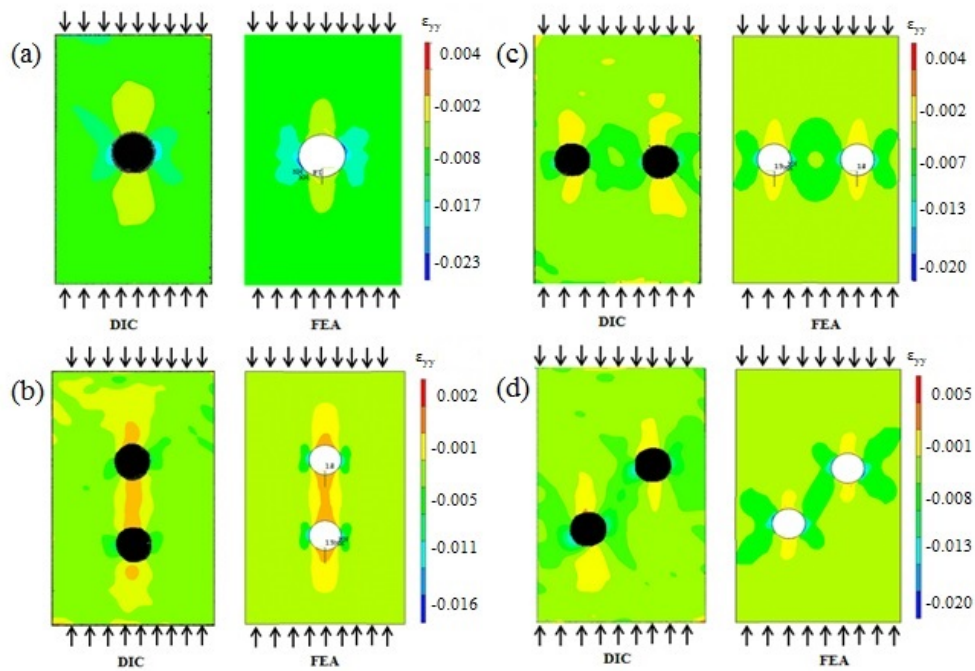 (a)
εyy
0.004
-0.002
-0.008
-0.017
-0.023
DIC
FEA
(c)
εyy
0.004
-0.002
-0.007
-0.013
-0.020
DIC
FEA
(b)
εyy
0.002
-0.001
-0.005
-0.011
-0.016
18
DIC
FEA
(d)
εyy
0.005
-0.001
-0.008
-0.013
-0.020
DIC
FEA